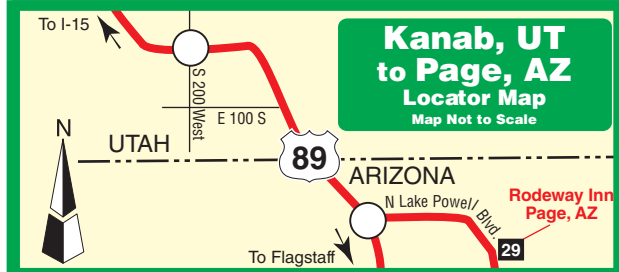 To I-15
Kanab, UT
to Page, AZ
Locator Map
Map Not to Scale
S 200 West
E 100 S
N
UTAH
89
ARIZONA
N Lake Powell Blvd.
Rodeway Inn
Page, AZ
29
To Flagstaff